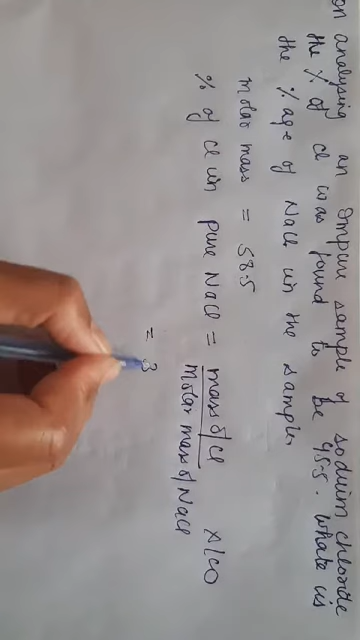 on analysing an impure sample of sodium chloride
the % of cl was found to be 45.5. what is
the % age of Nacl in the sample.
molar mass = 58.5
% of Cl in pure Nacl = mass of Cl / Molar mass of Nacl × 100
= 3